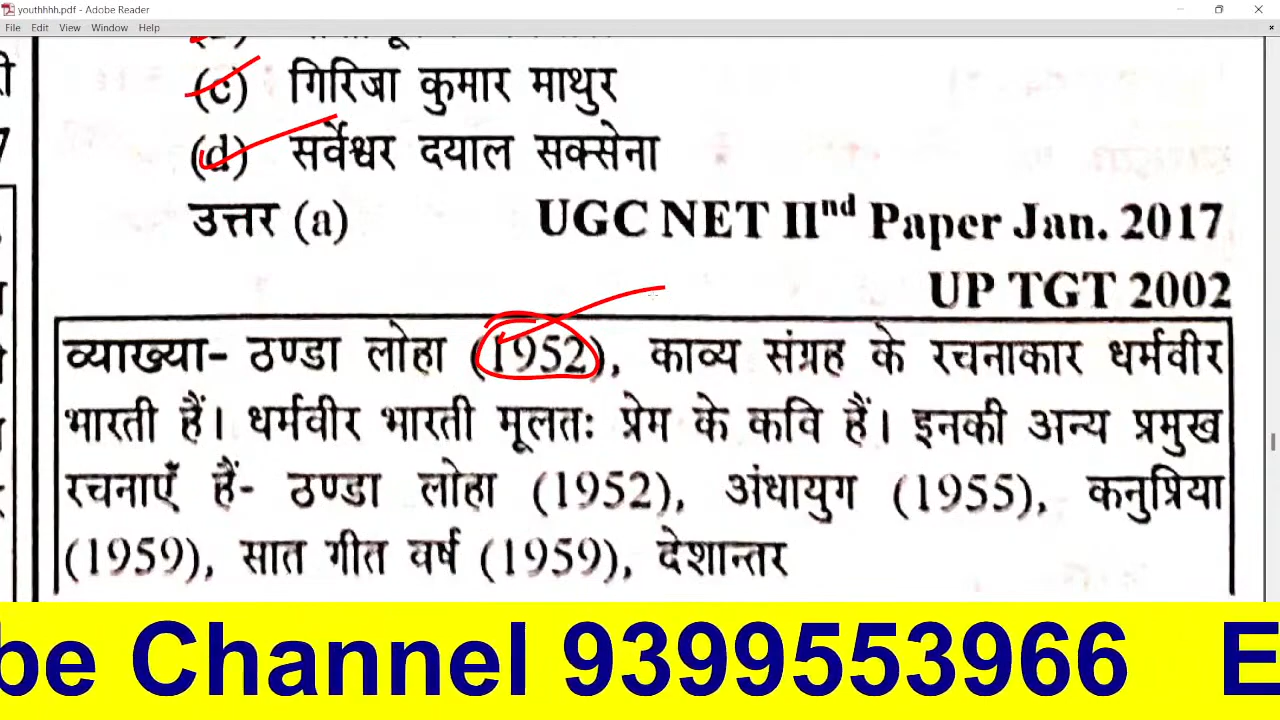 youthhhh.pdf - Adobe Reader
File Edit View Window Help
(c) गिरिजा कुमार माथुर
(d) सर्वेश्वर दयाल सक्सेना
उत्तर (a) UGC NET IInd Paper Jan. 2017
UP TGT 2002
व्याख्या- ठण्डा लोहा (1952), काव्य संग्रह के रचनाकार धर्मवीर
भारती हैं। धर्मवीर भारती मूलतः प्रेम के कवि हैं। इनकी अन्य प्रमुख
रचनाएँ हैं- ठण्डा लोहा (1952), अंधायुग (1955), कनुप्रिया
(1959), सात गीत वर्ष (1959), देशान्तर
be Channel 9399553966 E